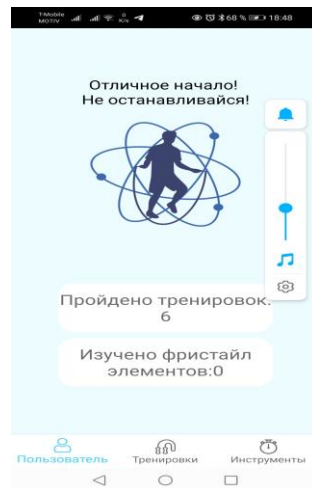 T-Mobile
MOTIV
0
K/s
68 %
18:48
Отличное начало!
Не останавливайся!
Пройдено тренировок:
6
Изучено фристайл
элементов:0
Пользователь
Тренировки
Инструменты